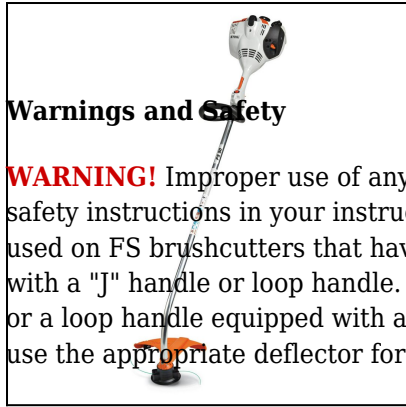 Warnings and Safety
WARNING! Improper use of any
safety instructions in your instruc
used on FS brushcutters that hav
with a "J" handle or loop handle.
or a loop handle equipped with a
use the appropriate deflector for